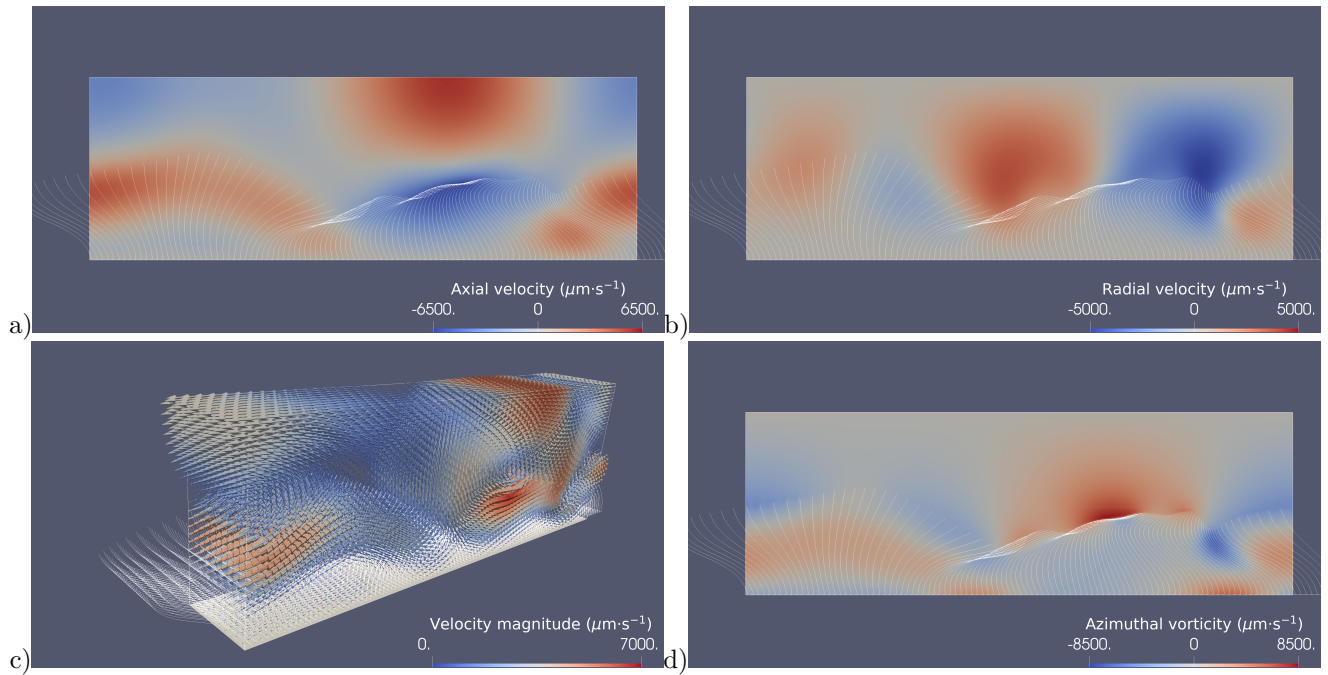 Axial velocity (μm·s⁻¹)
-6500. 0 6500.
a)
Radial velocity (μm·s⁻¹)
-5000. 0 5000.
b)
Velocity magnitude (μm·s⁻¹)
0. 7000.
c)
Azimuthal vorticity (μm·s⁻¹)
-8500. 0 8500.
d)